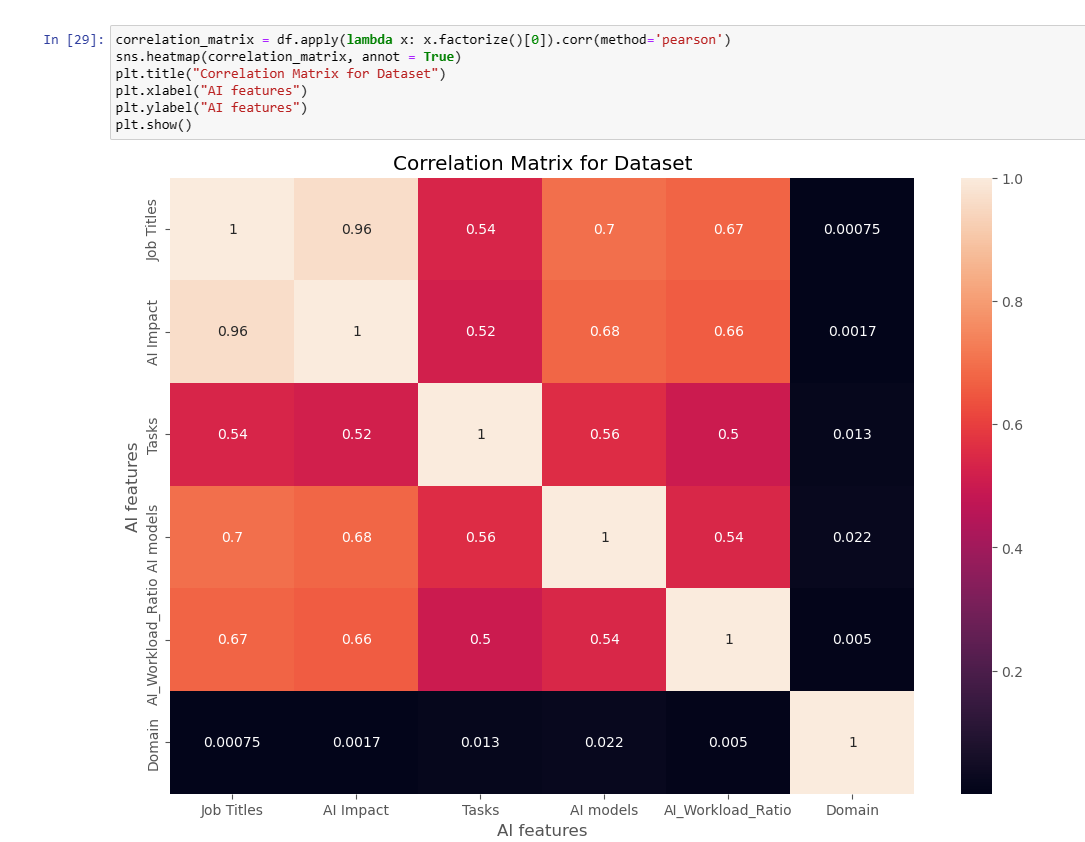 In [29]: correlation_matrix = df.apply(lambda x: x.factorize()[0]).corr(method='pearson')
sns.heatmap(correlation_matrix, annot = True)
plt.title("Correlation Matrix for Dataset")
plt.xlabel("AI features")
plt.ylabel("AI features")
plt.show()
Correlation Matrix for Dataset
AI features
Job Titles 1 0.96 0.54 0.7 0.67 0.00075
AI Impact 0.96 1 0.52 0.68 0.66 0.0017
Tasks 0.54 0.52 1 0.56 0.5 0.013
AI models 0.7 0.68 0.56 1 0.54 0.022
AI_Workload_Ratio 0.67 0.66 0.5 0.54 1 0.005
Domain 0.00075 0.0017 0.013 0.022 0.005 1
Job Titles AI Impact Tasks AI models AI_Workload_Ratio Domain
AI features
1.0
0.8
0.6
0.4
0.2